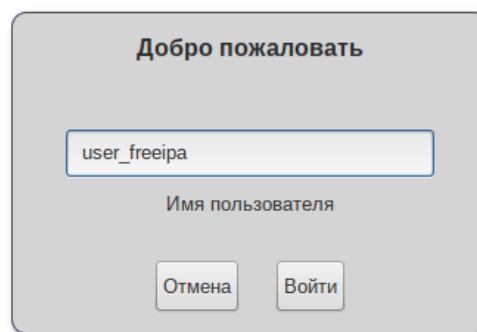 Добро пожаловать
user_freeipa
Имя пользователя
Отмена Войти